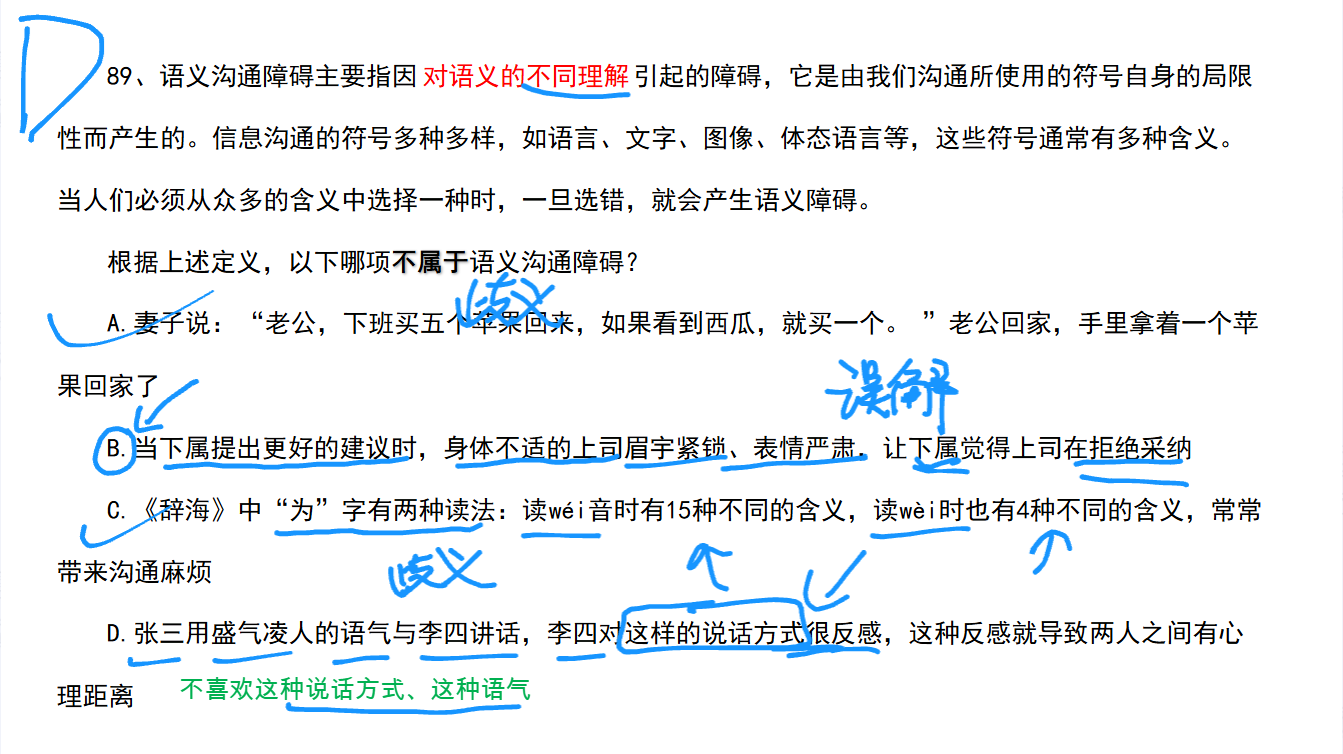 D
89、语义沟通障碍主要指因 对语义的不同理解 引起的障碍，它是由我们沟通所使用的符号自身的局限
性而产生的。信息沟通的符号多种多样，如语言、文字、图像、体态语言等，这些符号通常有多种含义。
当人们必须从众多的含义中选择一种时，一旦选错，就会产生语义障碍。
根据上述定义，以下哪项不属于语义沟通障碍？
歧义
A. 妻子说：“老公，下班买五个苹果回来，如果看到西瓜，就买一个。”老公回家，手里拿着一个苹
果回家了
误解
B. 当下属提出更好的建议时，身体不适的上司眉宇紧锁、表情严肃，让下属觉得上司在拒绝采纳
C.《辞海》中“为”字有两种读法：读wéi音时有15种不同的含义，读wèi时也有4种不同的含义，常常
带来沟通麻烦
歧义
D. 张三用盛气凌人的语气与李四讲话，李四对这样的说话方式很反感，这种反感就导致两人之间有心
理距离
不喜欢这种说话方式、这种语气